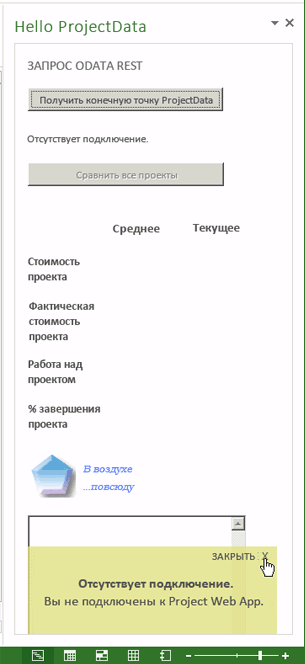 Hello ProjectData
ЗАПРОС ODATA REST
Получить конечную точку ProjectData
Отсутствует подключение.
Сравнить все проекты
Среднее Текущее
Стоимость
проекта
Фактическая
стоимость
проекта
Работа над
проектом
% завершения
проекта
В воздухе
...повсюду
ЗАКРЫТЬ X
Отсутствует подключение.
Вы не подключены к Project Web App.